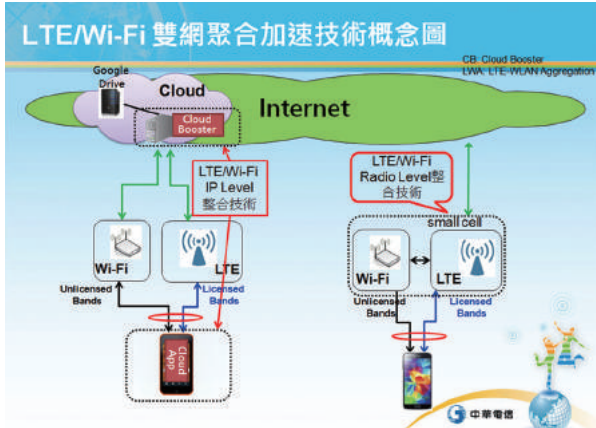 LTE/Wi-Fi 雙網聚合加速技術概念圖
CB: Cloud Booster
LWA: LTE-WLAN Aggregation
Google
Drive
Cloud
Internet
Cloud
Booster
LTE/Wi-Fi
IP Level
整合技術
LTE/Wi-Fi
Radio Level整
合技術
small cell
Wi-Fi
LTE
Wi-Fi
LTE
Unlicensed
Bands
Licensed
Bands
Unlicensed
Bands
Licensed
Bands
Cloud
App
中華電信